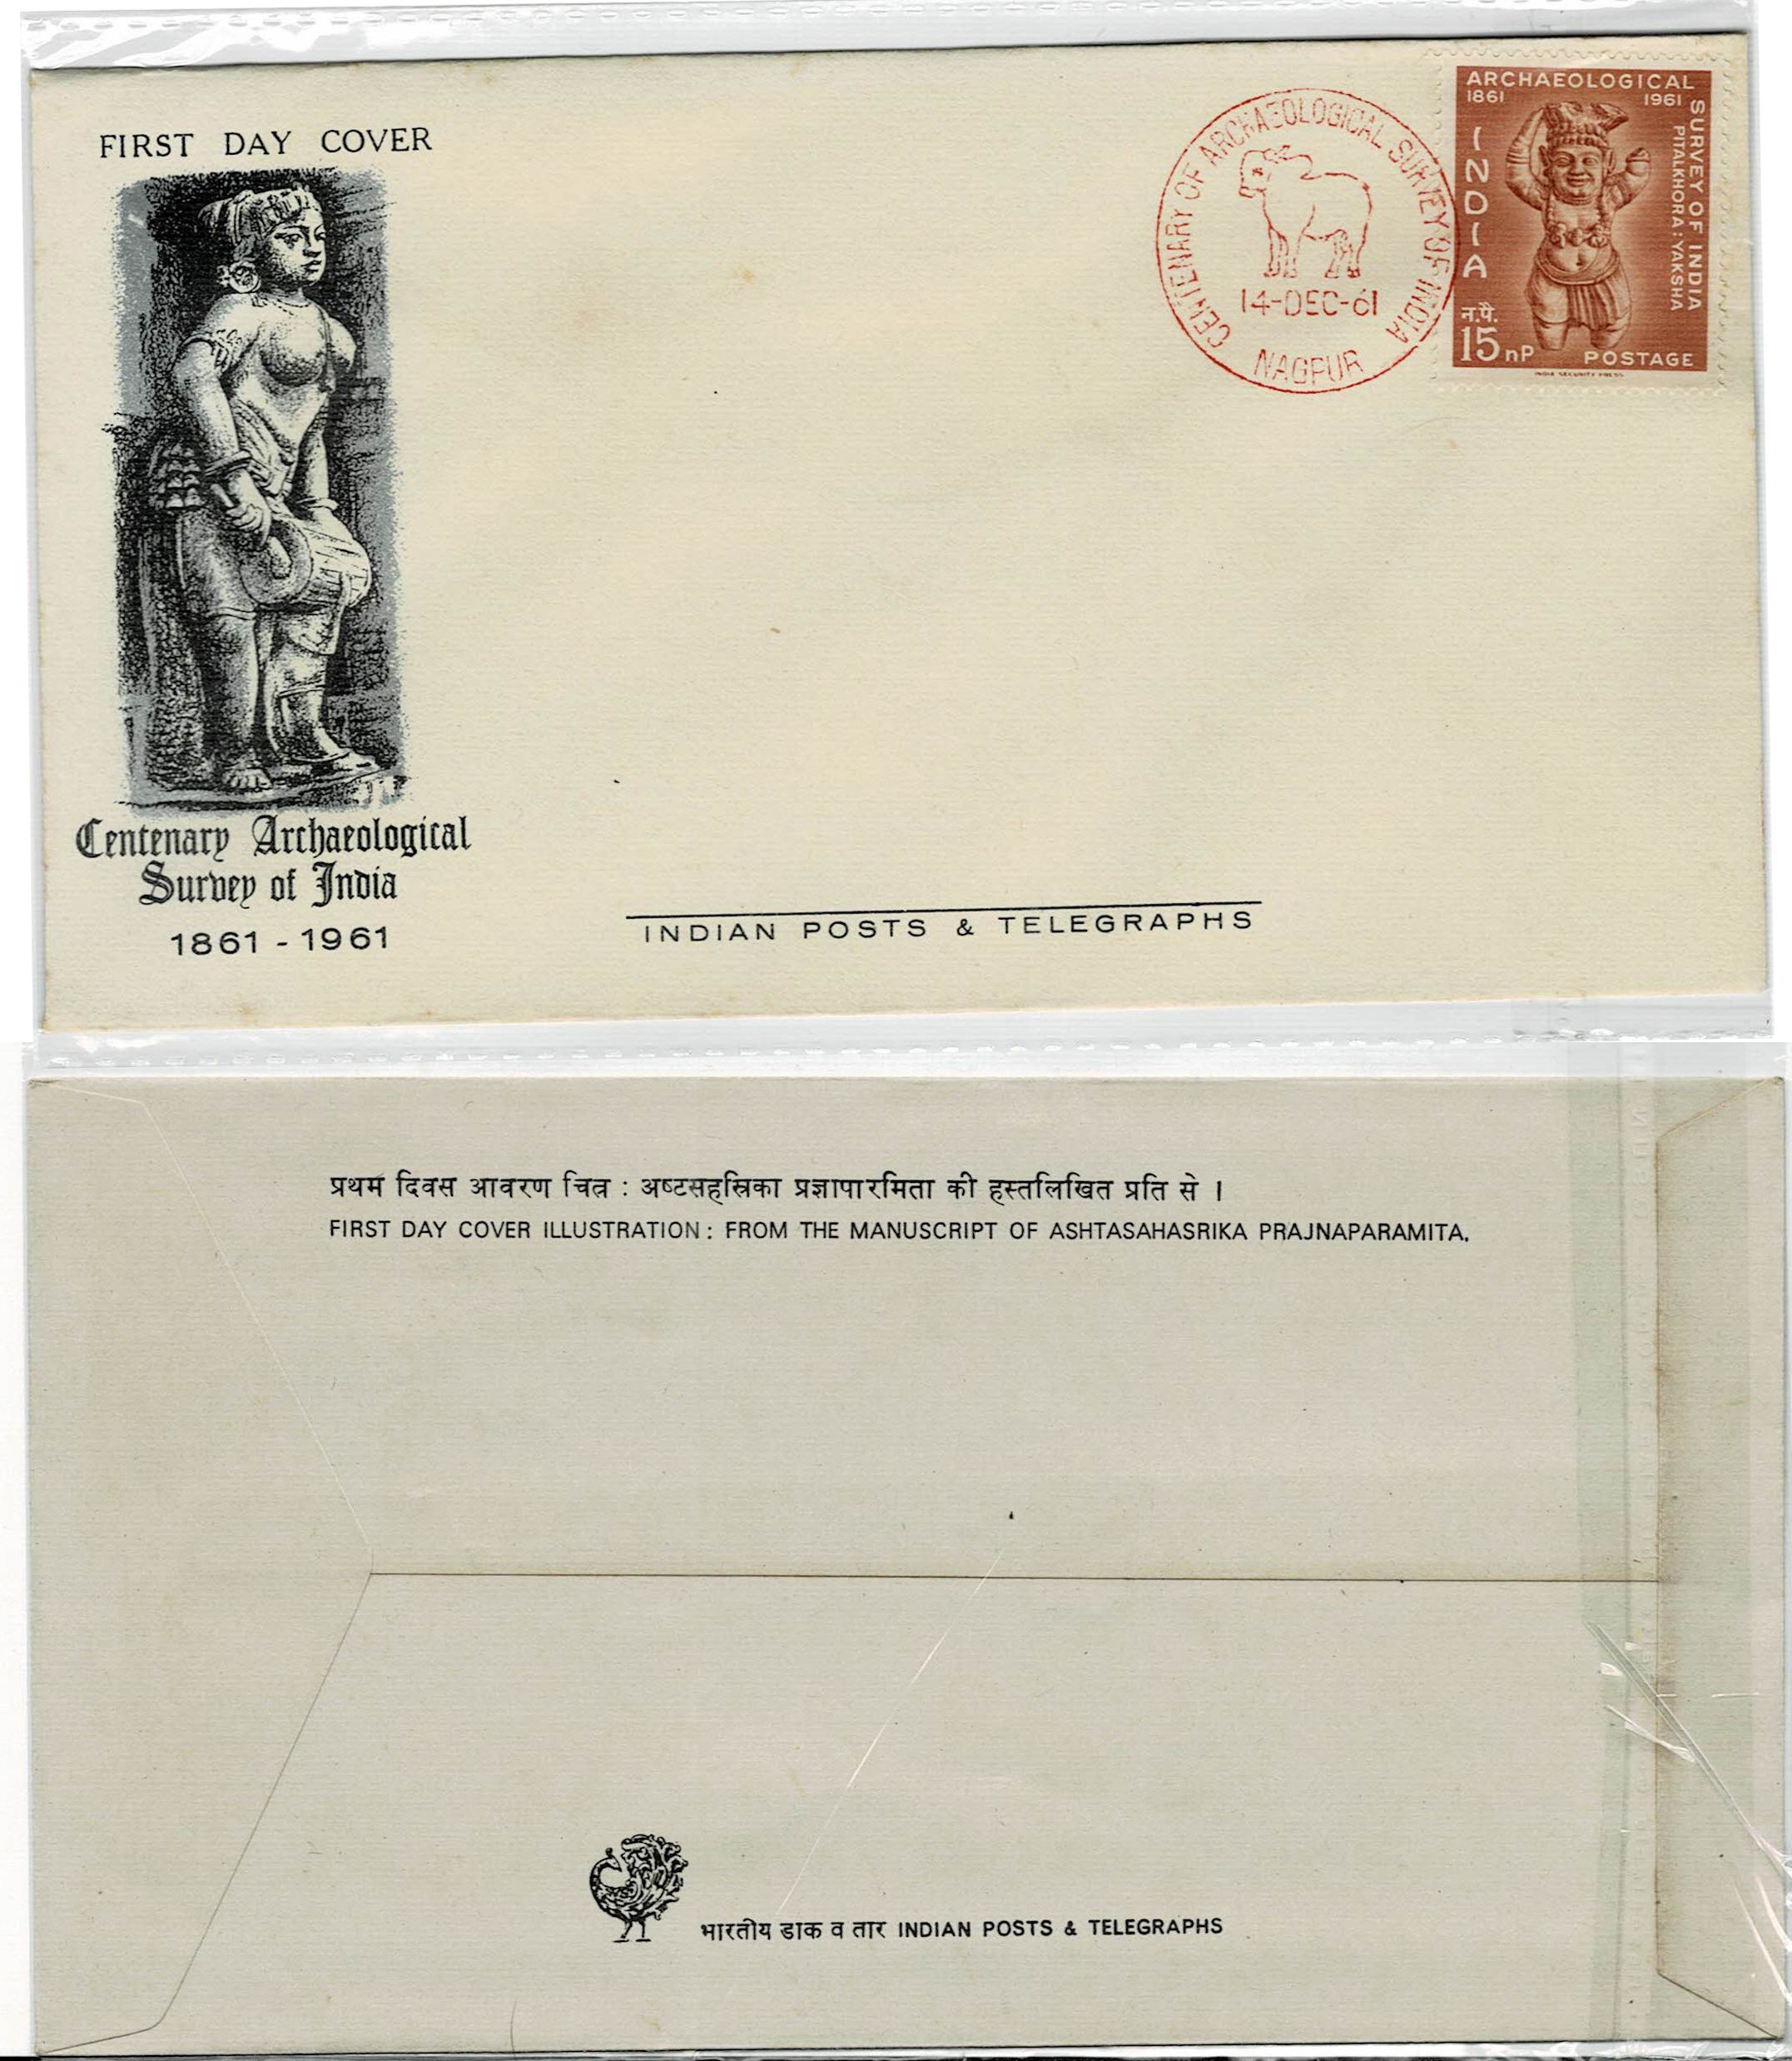 FIRST DAY COVER
Centenary Archaeological
Survey of India
1861 - 1961
INDIAN POSTS & TELEGRAPHS
CENTENARY OF ARCHAEOLOGICAL SURVEY OF INDIA
14-DEC-61
NAGPUR
ARCHAEOLOGICAL
1861 1961
SURVEY OF INDIA
PITALKHORA: YAKSHA
INDIA
न.पै.
15 nP
POSTAGE
INDIA SECURITY PRESS
प्रथम दिवस आवरण चित्र : अष्टसहस्रिका प्रज्ञापारमिता की हस्तलिखित प्रति से ।
FIRST DAY COVER ILLUSTRATION : FROM THE MANUSCRIPT OF ASHTASAHASRIKA PRAJNAPARAMITA.
भारतीय डाक व तार INDIAN POSTS & TELEGRAPHS